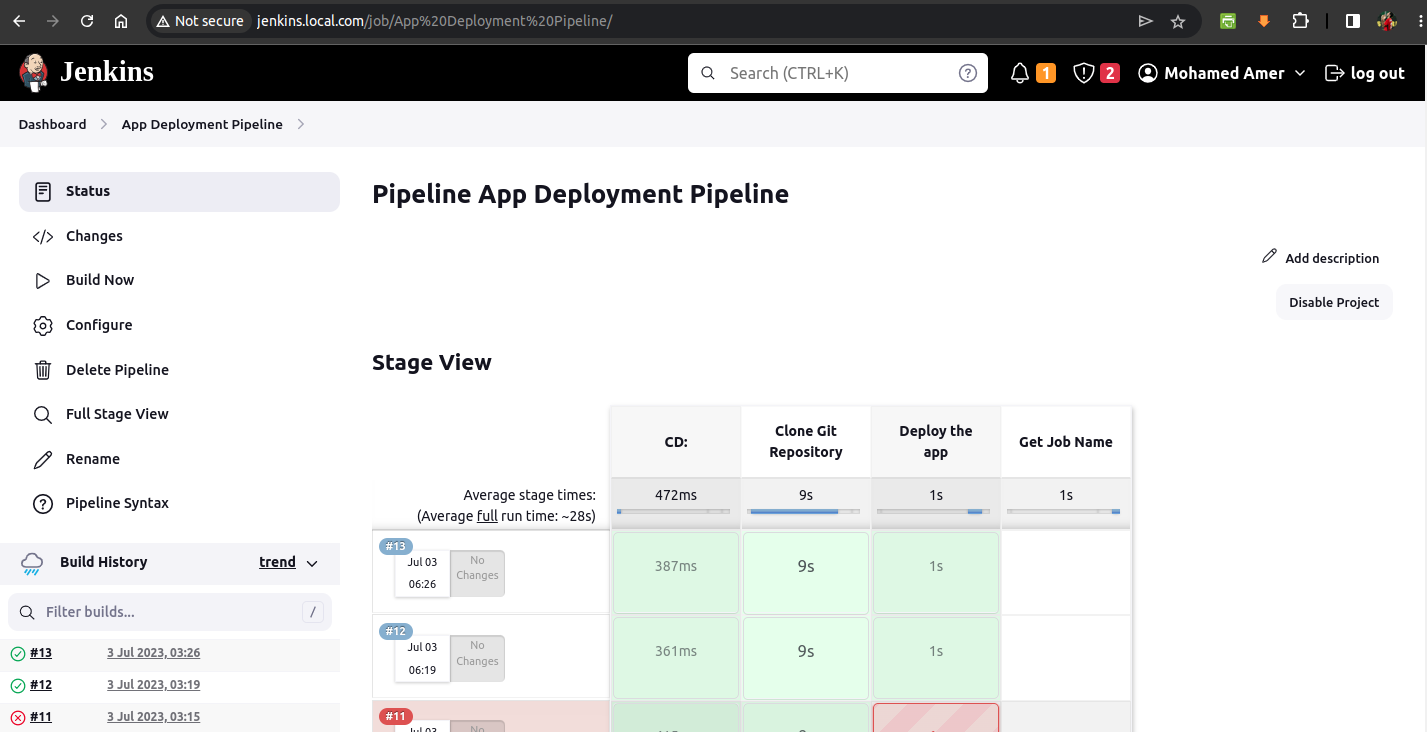 Not secure
jenkins.local.com/job/App%20Deployment%20Pipeline/
Jenkins
Search (CTRL+K)
1
2
Mohamed Amer
log out
Dashboard
App Deployment Pipeline
Status
Changes
Build Now
Configure
Delete Pipeline
Full Stage View
Rename
Pipeline Syntax
Build History
trend
Filter builds...
/
#13
3 Jul 2023, 03:26
#12
3 Jul 2023, 03:19
#11
3 Jul 2023, 03:15
Pipeline App Deployment Pipeline
Add description
Disable Project
Stage View
CD:
Clone Git
Repository
Deploy the
app
Get Job Name
Average stage times:
(Average full run time: ~28s)
472ms
9s
1s
1s
#13
Jul 03
06:26
No
Changes
387ms
9s
1s
#12
Jul 03
06:19
No
Changes
361ms
9s
1s
#11
Jul 03
No